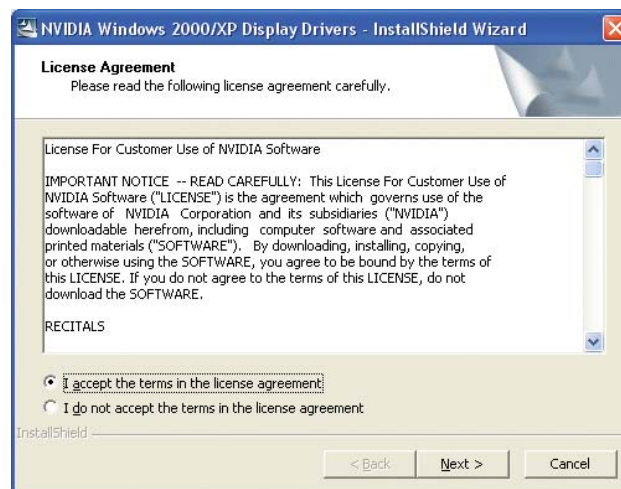 NVIDIA Windows 2000/XP Display Drivers - InstallShield Wizard
License Agreement
Please read the following license agreement carefully.
License For Customer Use of NVIDIA Software
IMPORTANT NOTICE -- READ CAREFULLY: This License For Customer Use of
NVIDIA Software ("LICENSE") is the agreement which governs use of the
software of NVIDIA Corporation and its subsidiaries ("NVIDIA")
downloadable herefrom, including computer software and associated
printed materials ("SOFTWARE"). By downloading, installing, copying,
or otherwise using the SOFTWARE, you agree to be bound by the terms of
this LICENSE. If you do not agree to the terms of this LICENSE, do not
download the SOFTWARE.
RECITALS
I accept the terms in the license agreement
I do not accept the terms in the license agreement
InstallShield
< Back Next > Cancel